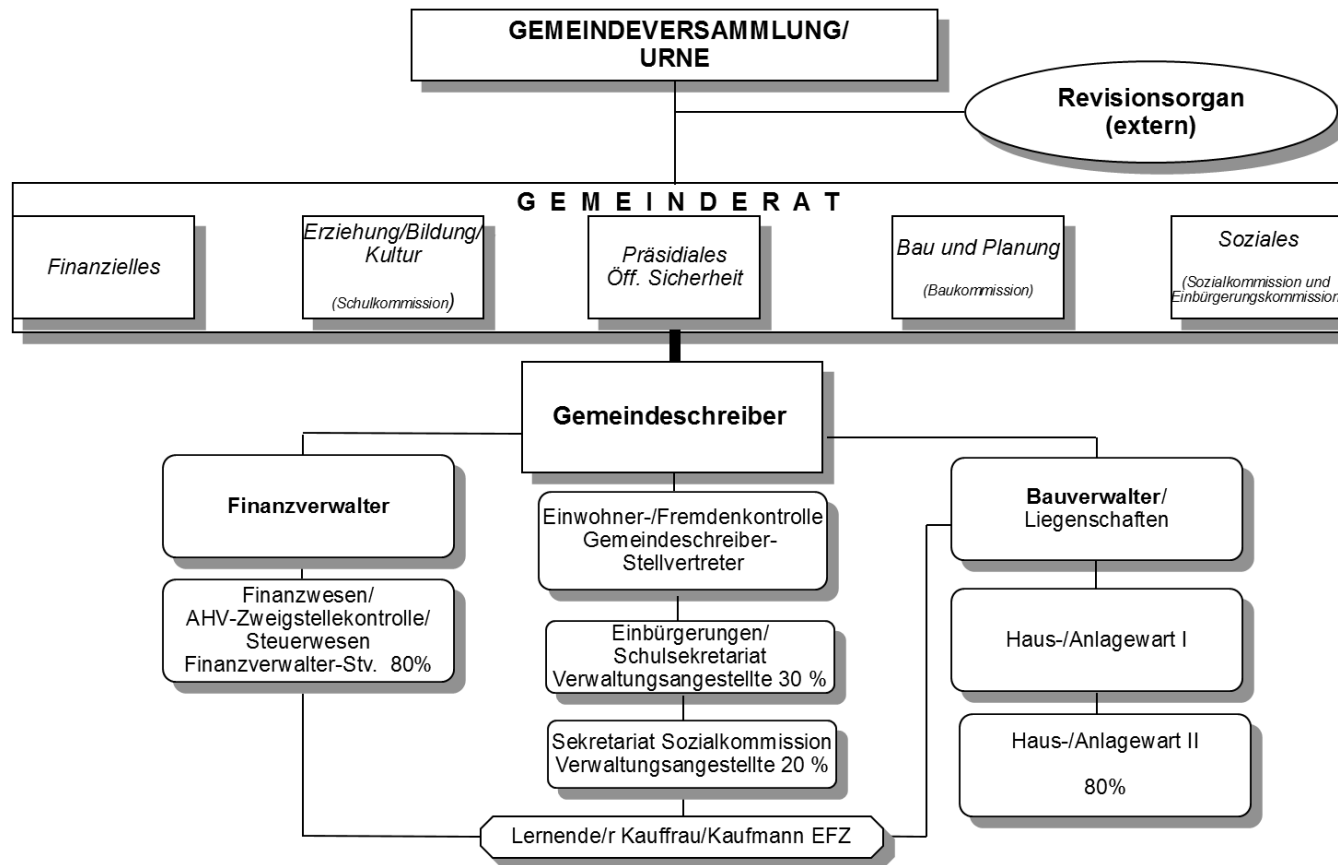 GEMEINDEVERSAMMLUNG/
URNE
Revisionsorgan
(extern)
GEMEINDERAT
Finanzielles
Erziehung/Bildung/
Kultur
(Schulkommission)
Präsidiales
Öff. Sicherheit
Bau und Planung
(Baukommission)
Soziales
(Sozialkommission und
Einbürgerungskommission
Gemeindeschreiber
Finanzverwalter
Finanzwesen/
AHV-Zweigstellekontrolle/
Steuerwesen
Finanzverwalter-Stv. 80%
Einwohner-/Fremdenkontrolle
Gemeindeschreiber-
Stellvertreter
Einbürgerungen/
Schulsekretariat
Verwaltungsangestellte 30 %
Sekretariat Sozialkommission
Verwaltungsangestellte 20 %
Bauverwalter/
Liegenschaften
Haus-/Anlagewart I
Haus-/Anlagewart II
80%
Lernende/r Kauffrau/Kaufmann EFZ